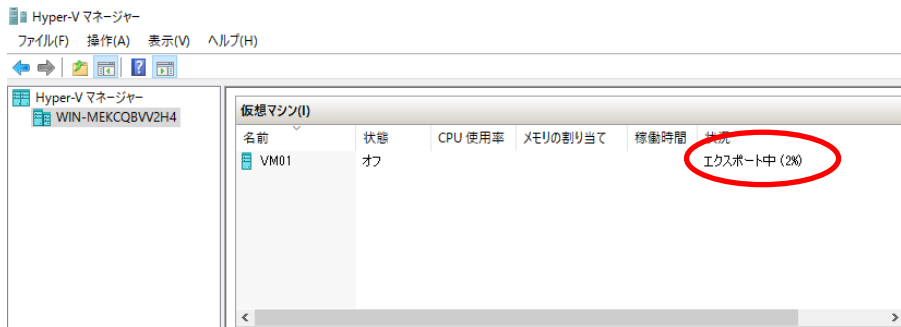 Hyper-V マネージャー
ファイル(F) 操作(A) 表示(V) ヘルプ(H)
Hyper-V マネージャー
WIN-MEKCQBVV2H4
仮想マシン(I)
名前 状態 CPU 使用率 メモリの割り当て 稼働時間 状況
VM01 オフ エクスポート中 (2%)